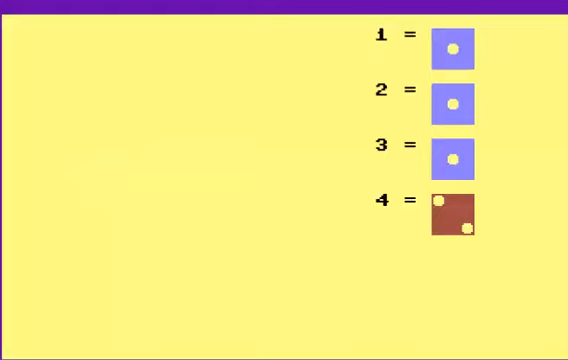 1 =
2 =
3 =
4 =